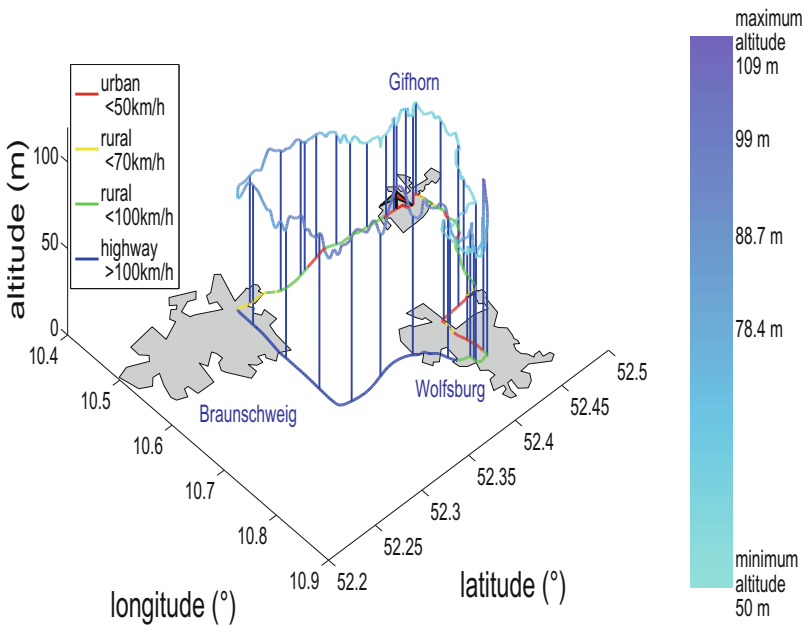 maximum
altitude
109 m
99 m
88.7 m
78.4 m
minimum
altitude
50 m
Gifhorn
urban
<50km/h
rural
<70km/h
rural
<100km/h
highway
>100km/h
altitude (m)
100
50
0
10.4
10.5
10.6
10.7
10.8
10.9
longitude (°)
52.2
52.25
52.3
52.35
52.4
52.45
52.5
latitude (°)
Braunschweig
Wolfsburg